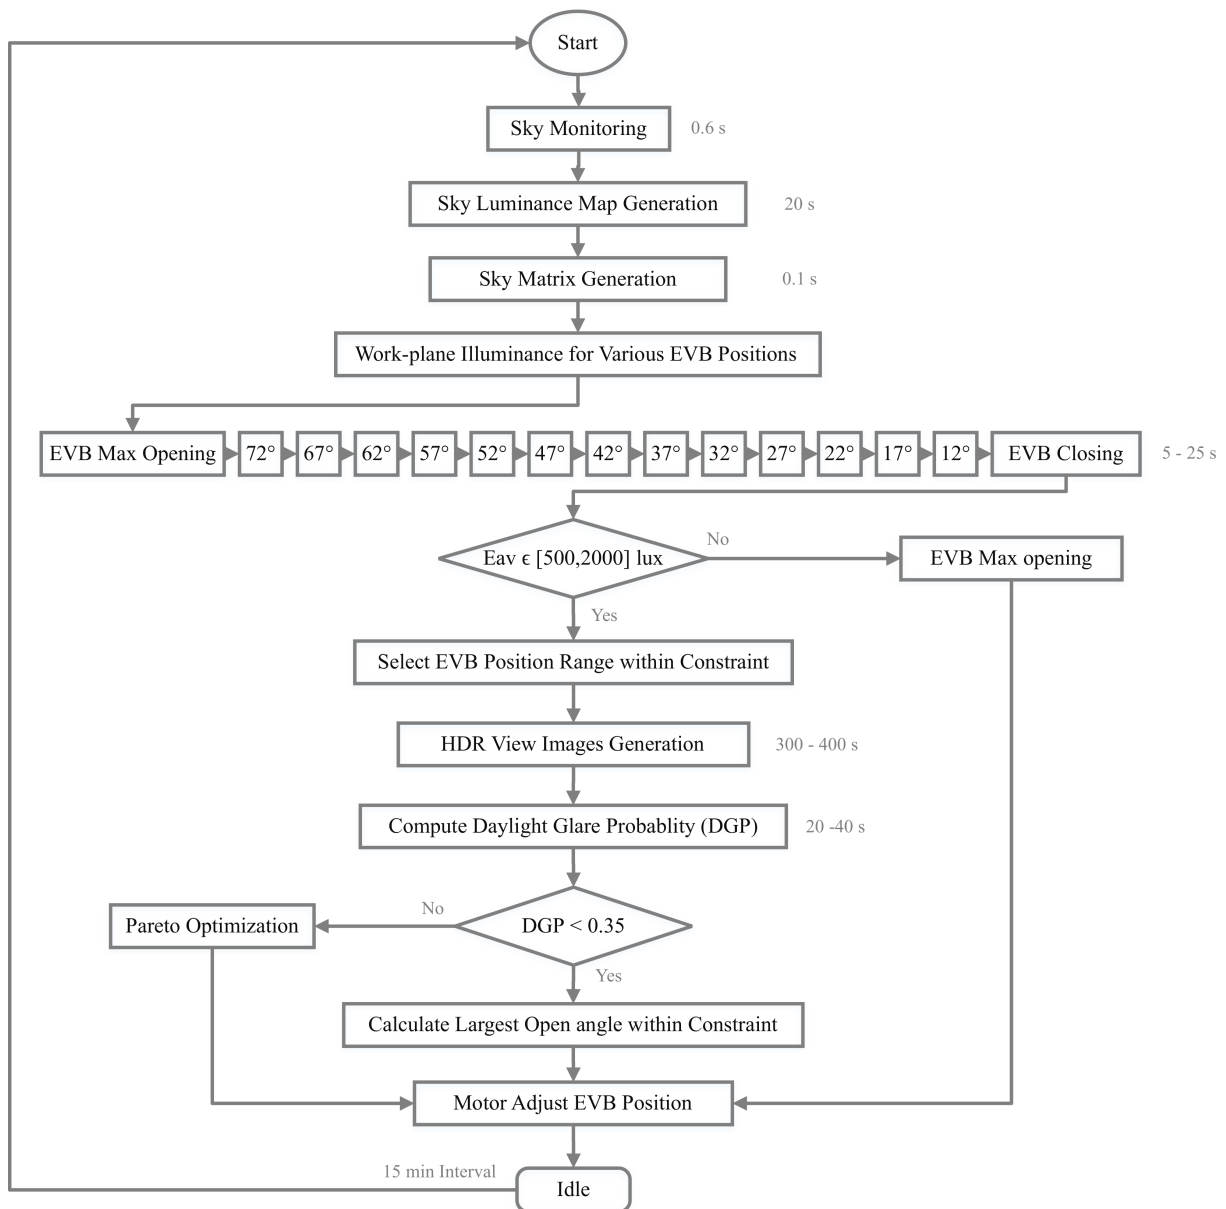 Start
Sky Monitoring
0.6 s
Sky Luminance Map Generation
20 s
Sky Matrix Generation
0.1 s
Work-plane Illuminance for Various EVB Positions
EVB Max Opening 72° 67° 62° 57° 52° 47° 42° 37° 32° 27° 22° 17° 12° EVB Closing
5 - 25 s
Eav ϵ [500,2000] lux
No
EVB Max opening
Yes
Select EVB Position Range within Constraint
HDR View Images Generation
300 - 400 s
Compute Daylight Glare Probablity (DGP)
20 -40 s
Pareto Optimization
No
DGP < 0.35
Yes
Calculate Largest Open angle within Constraint
Motor Adjust EVB Position
15 min Interval
Idle